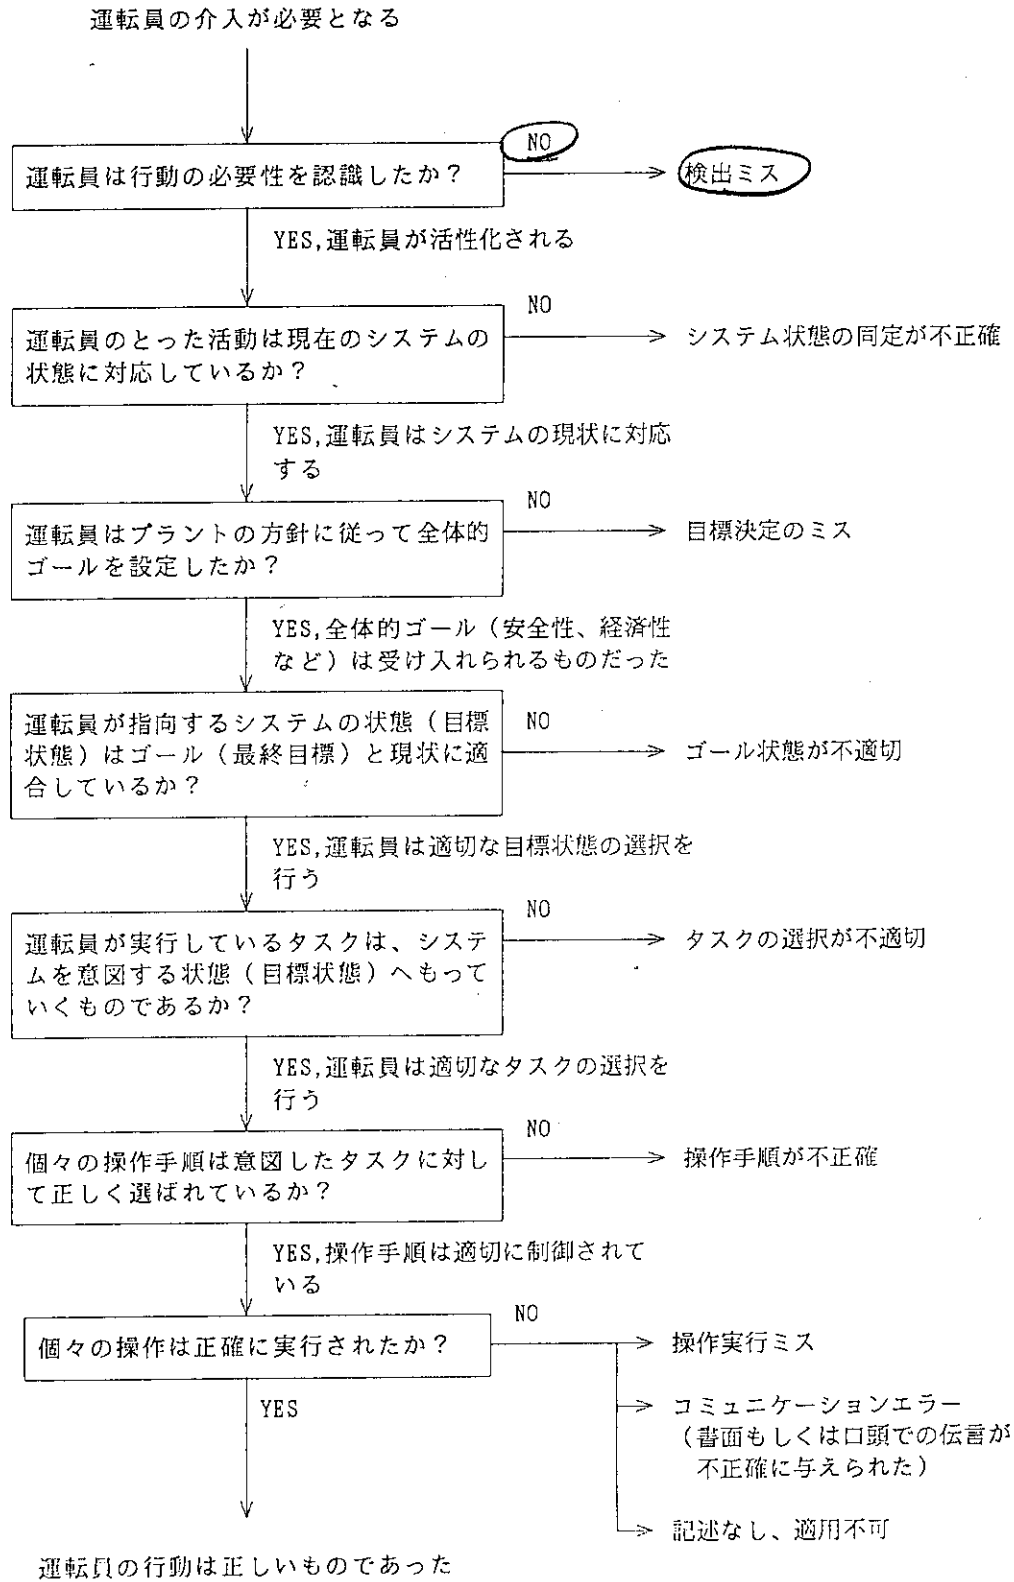 運転員の介入が必要となる
NO
運転員は行動の必要性を認識したか？
検出ミス
YES,運転員が活性化される
NO
運転員のとった活動は現在のシステムの
状態に対応しているか？
システム状態の同定が不正確
YES,運転員はシステムの現状に対応
する
NO
運転員はプラントの方針に従って全体的
ゴールを設定したか？
目標決定のミス
YES,全体的ゴール（安全性、経済性
など）は受け入れられるものだった
NO
運転員が指向するシステムの状態（目標
状態）はゴール（最終目標）と現状に適
合しているか？
ゴール状態が不適切
YES,運転員は適切な目標状態の選択を
行う
NO
運転員が実行しているタスクは、システ
ムを意図する状態（目標状態）へもって
いくものであるか？
タスクの選択が不適切
YES,運転員は適切なタスクの選択を
行う
NO
個々の操作手順は意図したタスクに対し
て正しく選ばれているか？
操作手順が不正確
YES,操作手順は適切に制御されて
いる
NO
個々の操作は正確に実行されたか？
操作実行ミス
YES
コミュニケーションエラー
（書面もしくは口頭での伝言が
不正確に与えられた）
記述なし、適用不可
運転員の行動は正しいものであった